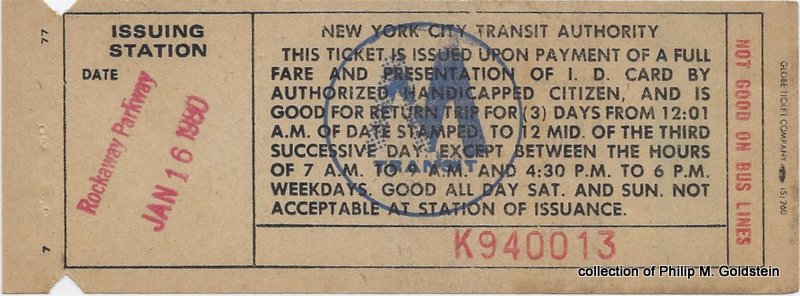 77
7
ISSUING
STATION
DATE
Rockaway Parkway
JAN 16 1980
NEW YORK CITY TRANSIT AUTHORITY
THIS TICKET IS ISSUED UPON PAYMENT OF A FULL
FARE AND PRESENTATION OF I. D. CARD BY
AUTHORIZED HANDICAPPED CITIZEN, AND IS
GOOD FOR RETURN TRIP FOR (3) DAYS FROM 12:01
A.M. OF DATE STAMPED, TO 12 MID. OF THE THIRD
SUCCESSIVE DAY, EXCEPT BETWEEN THE HOURS
OF 7 A.M. TO 9 A.M. AND 4:30 P.M. TO 6 P.M.
WEEKDAYS. GOOD ALL DAY SAT. AND SUN. NOT
ACCEPTABLE AT STATION OF ISSUANCE.
TRANSIT
K940013
NOT GOOD ON BUS LINES
GLOBE TICKET COMPANY
collection of Philip M. Goldstein